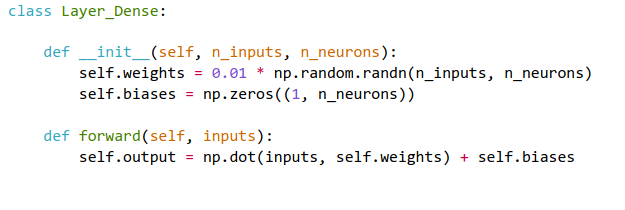 class Layer_Dense:
def __init__(self, n_inputs, n_neurons):
self.weights = 0.01 * np.random.randn(n_inputs, n_neurons)
self.biases = np.zeros((1, n_neurons))
def forward(self, inputs):
self.output = np.dot(inputs, self.weights) + self.biases